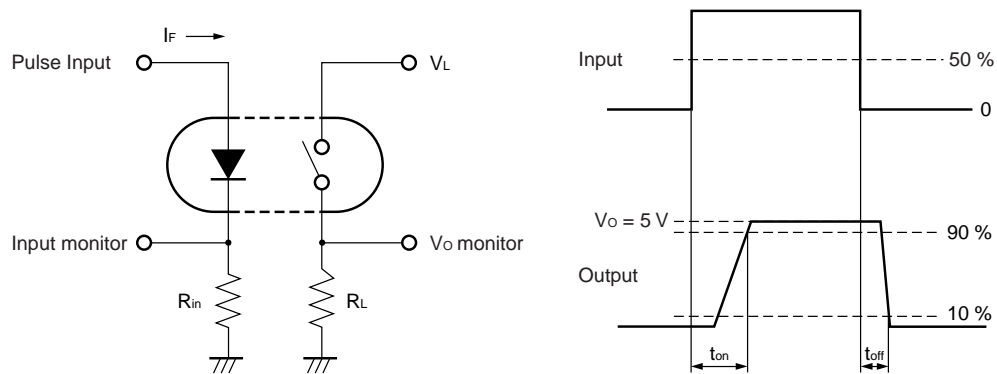 IF
Pulse Input
VL
Input monitor
VO monitor
Rin
RL
Input
50 %
0
VO = 5 V
90 %
Output
10 %
ton
toff